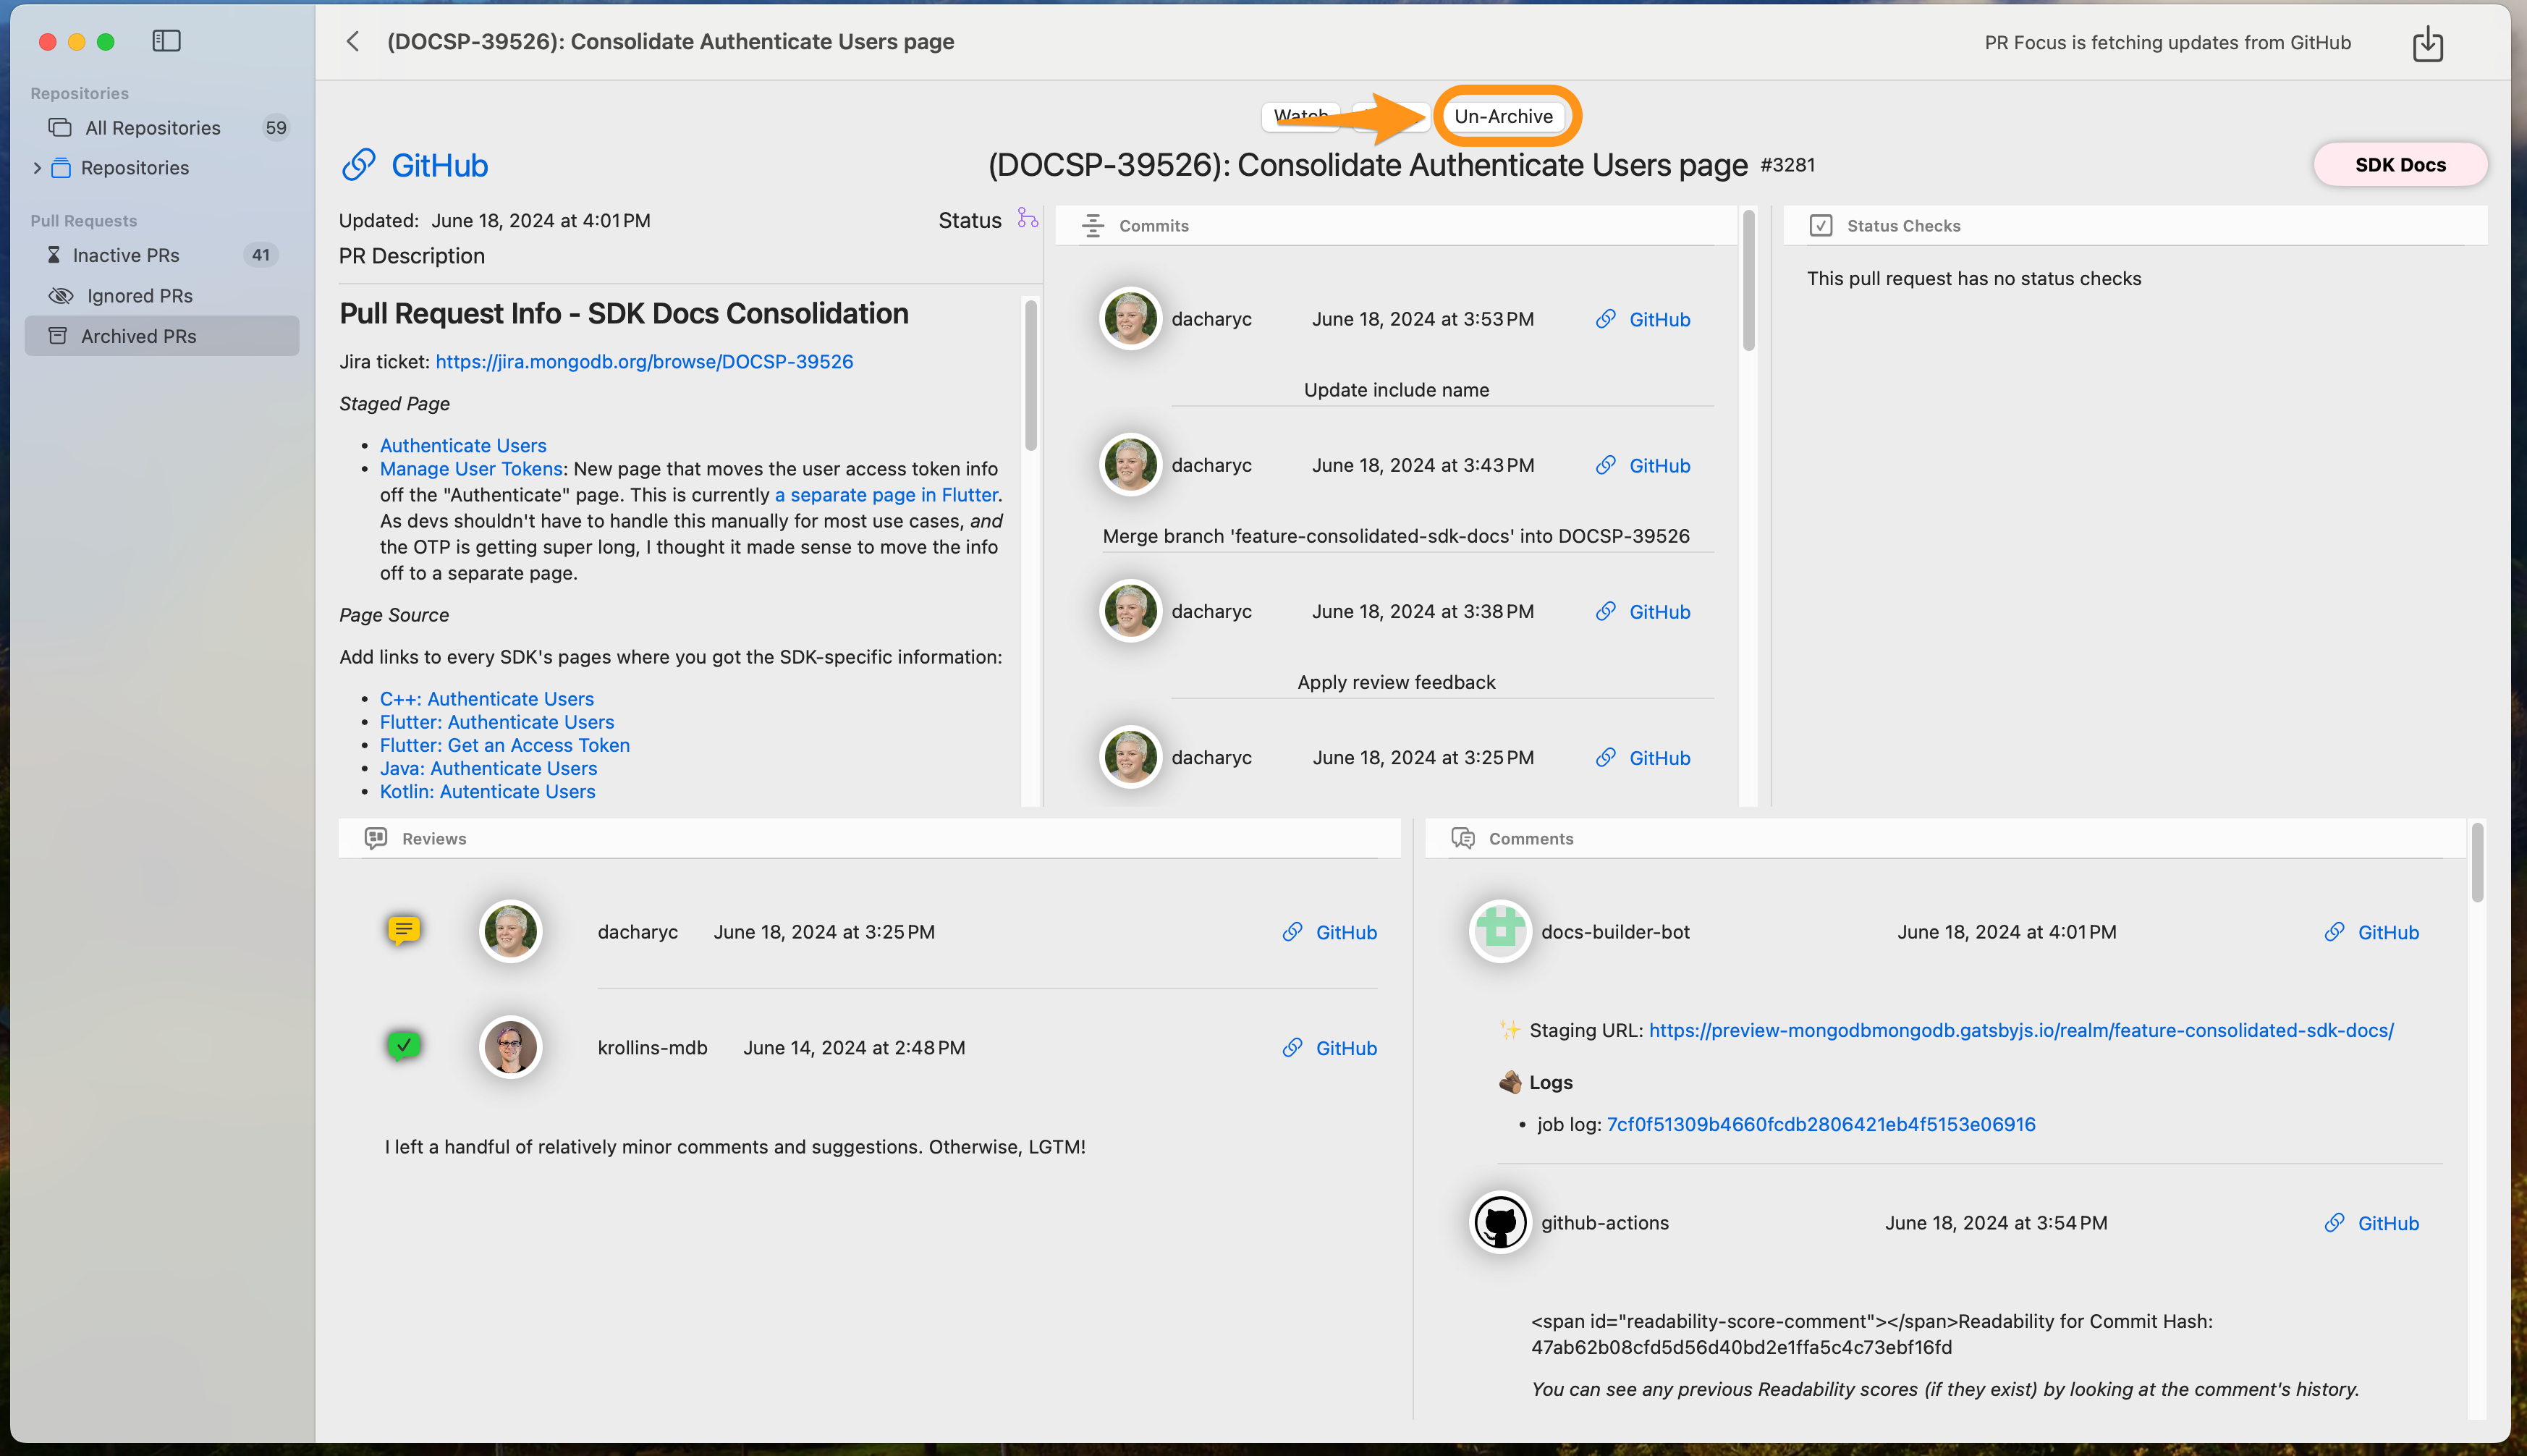 (DOCSP-39526): Consolidate Authenticate Users page
PR Focus is fetching updates from GitHub
Repositories
All Repositories 59
Repositories
Pull Requests
Inactive PRs 41
Ignored PRs
Archived PRs
Watch
Un-Archive
GitHub
(DOCSP-39526): Consolidate Authenticate Users page #3281
SDK Docs
Updated: June 18, 2024 at 4:01 PM
Status
PR Description
Pull Request Info - SDK Docs Consolidation
Jira ticket: https://jira.mongodb.org/browse/DOCSP-39526
Staged Page
• Authenticate Users
• Manage User Tokens: New page that moves the user access token info
off the "Authenticate" page. This is currently a separate page in Flutter.
As devs shouldn't have to handle this manually for most use cases, and
the OTP is getting super long, I thought it made sense to move the info
off to a separate page.
Page Source
Add links to every SDK's pages where you got the SDK-specific information:
• C++: Authenticate Users
• Flutter: Authenticate Users
• Flutter: Get an Access Token
• Java: Authenticate Users
• Kotlin: Autenticate Users
Commits
dacharyc June 18, 2024 at 3:53 PM GitHub
Update include name
dacharyc June 18, 2024 at 3:43 PM GitHub
Merge branch 'feature-consolidated-sdk-docs' into DOCSP-39526
dacharyc June 18, 2024 at 3:38 PM GitHub
Apply review feedback
dacharyc June 18, 2024 at 3:25 PM GitHub
Status Checks
This pull request has no status checks
Reviews
dacharyc June 18, 2024 at 3:25 PM GitHub
krollins-mdb June 14, 2024 at 2:48 PM GitHub
I left a handful of relatively minor comments and suggestions. Otherwise, LGTM!
Comments
docs-builder-bot June 18, 2024 at 4:01 PM GitHub
✨ Staging URL: https://preview-mongodbmongodb.gatsbyjs.io/realm/feature-consolidated-sdk-docs/
🪵 Logs
• job log: 7cf0f51309b4660fcdb2806421eb4f5153e06916
github-actions June 18, 2024 at 3:54 PM GitHub
<span id="readability-score-comment"></span>Readability for Commit Hash:
47ab62b08cfd5d56d40bd2e1ffa5c4c73ebf16fd
You can see any previous Readability scores (if they exist) by looking at the comment's history.